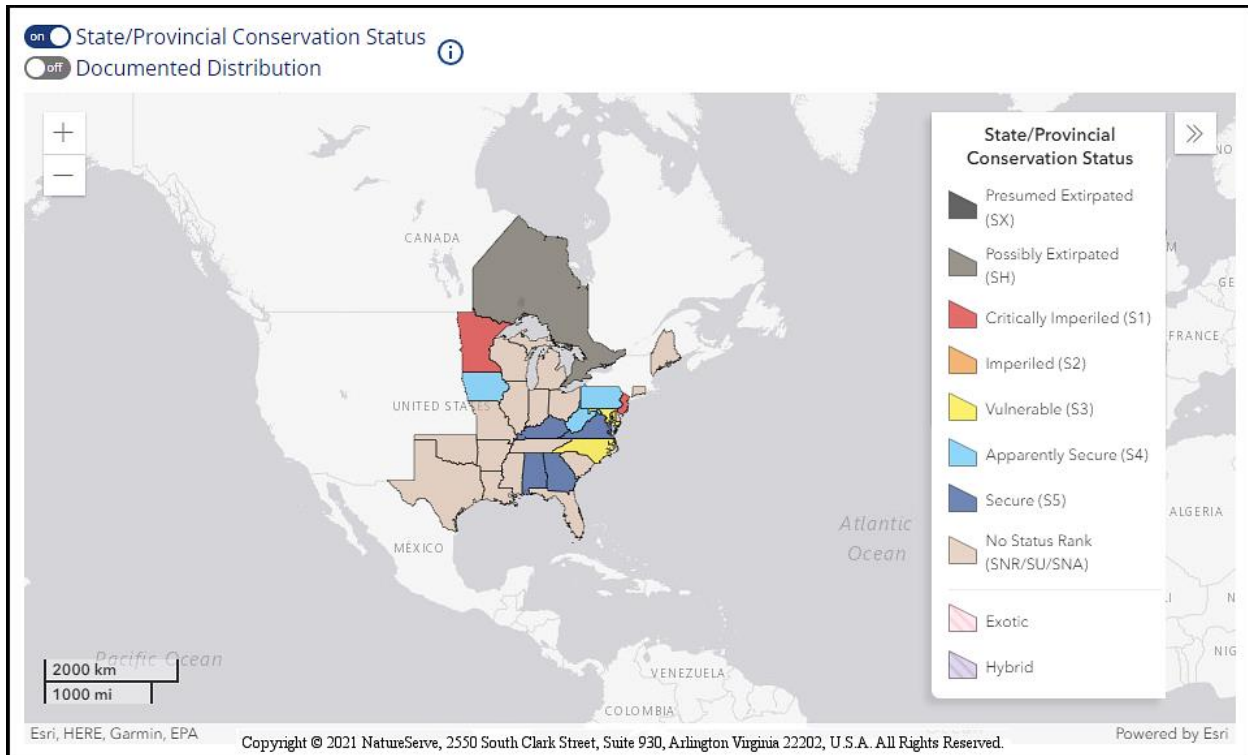 on State/Provincial Conservation Status
off Documented Distribution
State/Provincial
Conservation Status
Presumed Extirpated
(SX)
Possibly Extirpated
(SH)
Critically Imperiled (S1)
Imperiled (S2)
Vulnerable (S3)
Apparently Secure (S4)
Secure (S5)
No Status Rank
(SNR/SU/SNA)
Exotic
Hybrid
CANADA
UNITED STATES
MÉXICO
Atlantic
Ocean
Pacific Ocean
VENEZUELA
COLOMBIA
NO
M
GE
FRANCE
ALGERIA
LI
N
NIG
2000 km
1000 mi
Esri, HERE, Garmin, EPA
Copyright © 2021 NatureServe, 2550 South Clark Street, Suite 930, Arlington Virginia 22202, U.S.A. All Rights Reserved.
Powered by Esri